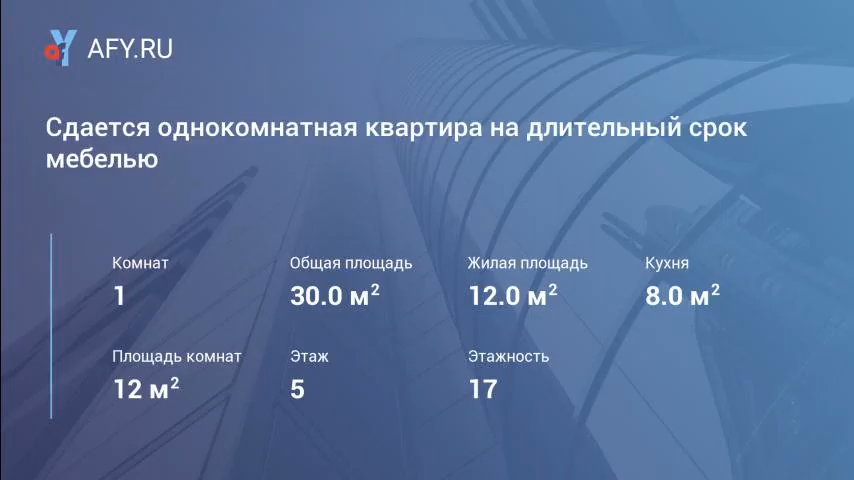 AFY.RU
Сдается однокомнатная квартира на длительный срок
мебелью
Комнат
1
Общая площадь
30.0 м²
Жилая площадь
12.0 м²
Кухня
8.0 м²
Площадь комнат
12 м²
Этаж
5
Этажность
17